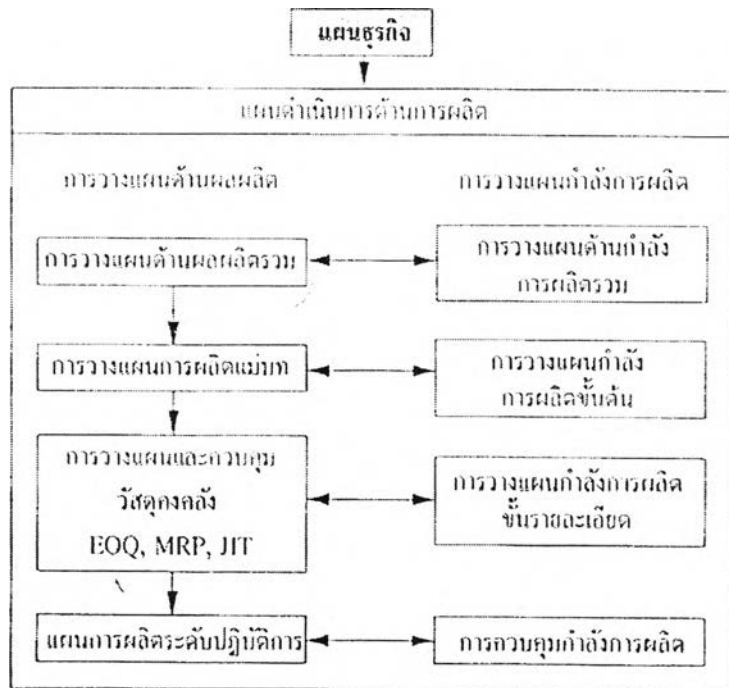 แผนธุรกิจ
แผนดำเนินการด้านการผลิต
การวางแผนด้านผลผลิต
การวางแผนกำลังการผลิต
การวางแผนด้านผลผลิตรวม
การวางแผนด้านกำลัง
การผลิตรวม
การวางแผนการผลิตแม่บท
การวางแผนกำลัง
การผลิตขั้นต้น
การวางแผนและควบคุม
วัสดุคงคลัง
EOQ, MRP, JIT
การวางแผนกำลังการผลิต
ขั้นรายละเอียด
แผนการผลิตระดับปฏิบัติการ
การควบคุมกำลังการผลิต